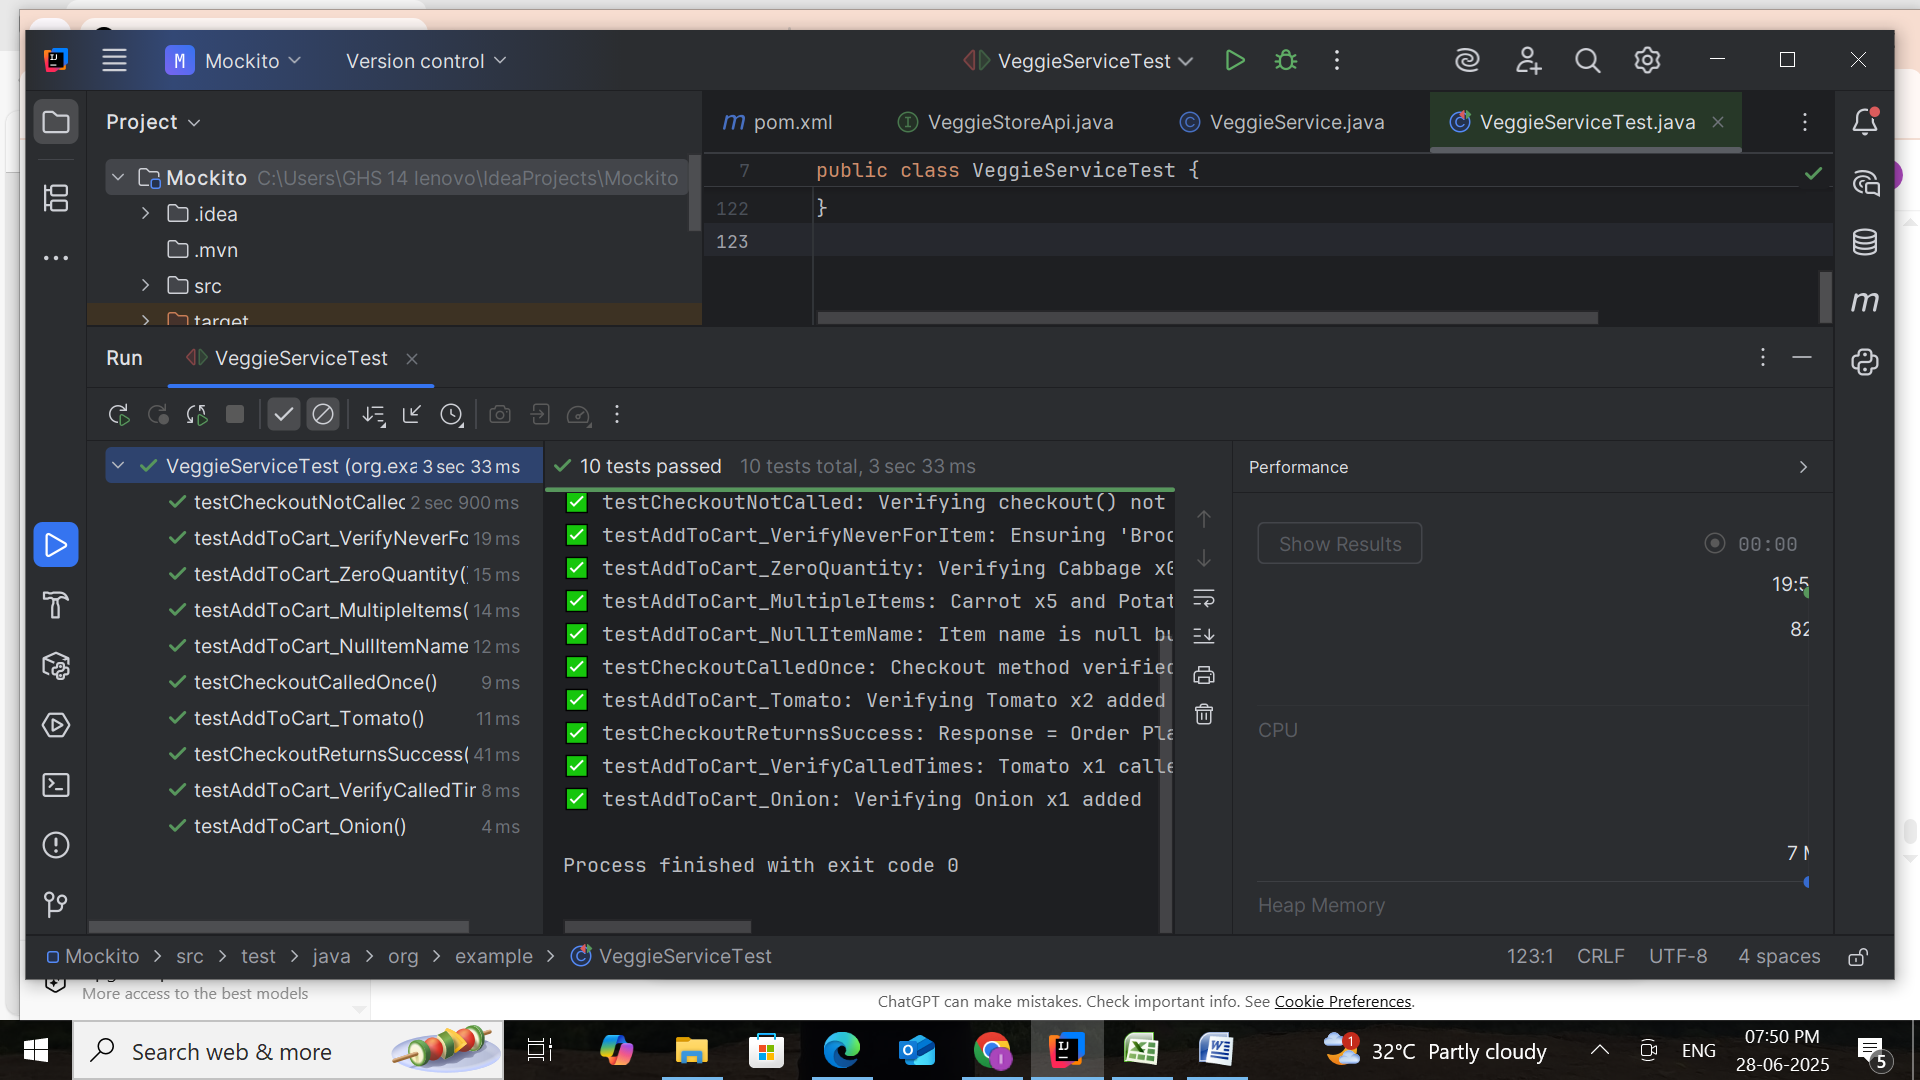 M Mockito Version control VeggieServiceTest
Project
pom.xml VeggieStoreApi.java VeggieService.java VeggieServiceTest.java
Mockito C:\Users\GHS 14 lenovo\IdeaProjects\Mockito
.idea
.mvn
src
target
7 public class VeggieServiceTest {
122 }
123
Run VeggieServiceTest
VeggieServiceTest (org.exa 3 sec 33 ms
testCheckoutNotCalled 2 sec 900 ms
testAddToCart_VerifyNeverFo 19 ms
testAddToCart_ZeroQuantity() 15 ms
testAddToCart_MultipleItems( 14 ms
testAddToCart_NullItemName 12 ms
testCheckoutCalledOnce() 9 ms
testAddToCart_Tomato() 11 ms
testCheckoutReturnsSuccess( 41 ms
testAddToCart_VerifyCalledTir 8 ms
testAddToCart_Onion() 4 ms
10 tests passed 10 tests total, 3 sec 33 ms
testCheckoutNotCalled: Verifying checkout() not
testAddToCart_VerifyNeverForItem: Ensuring 'Broc
testAddToCart_ZeroQuantity: Verifying Cabbage x0
testAddToCart_MultipleItems: Carrot x5 and Potat
testAddToCart_NullItemName: Item name is null bu
testCheckoutCalledOnce: Checkout method verified
testAddToCart_Tomato: Verifying Tomato x2 added
testCheckoutReturnsSuccess: Response = Order Pla
testAddToCart_VerifyCalledTimes: Tomato x1 calle
testAddToCart_Onion: Verifying Onion x1 added
Process finished with exit code 0
Performance
Show Results 00:00
19:5
82
CPU
7 M
Heap Memory
Mockito > src > test > java > org > example > VeggieServiceTest
123:1 CRLF UTF-8 4 spaces
More access to the best models
ChatGPT can make mistakes. Check important info. See Cookie Preferences.
Search web & more
1 32°C Partly cloudy
ENG
07:50 PM
28-06-2025
5